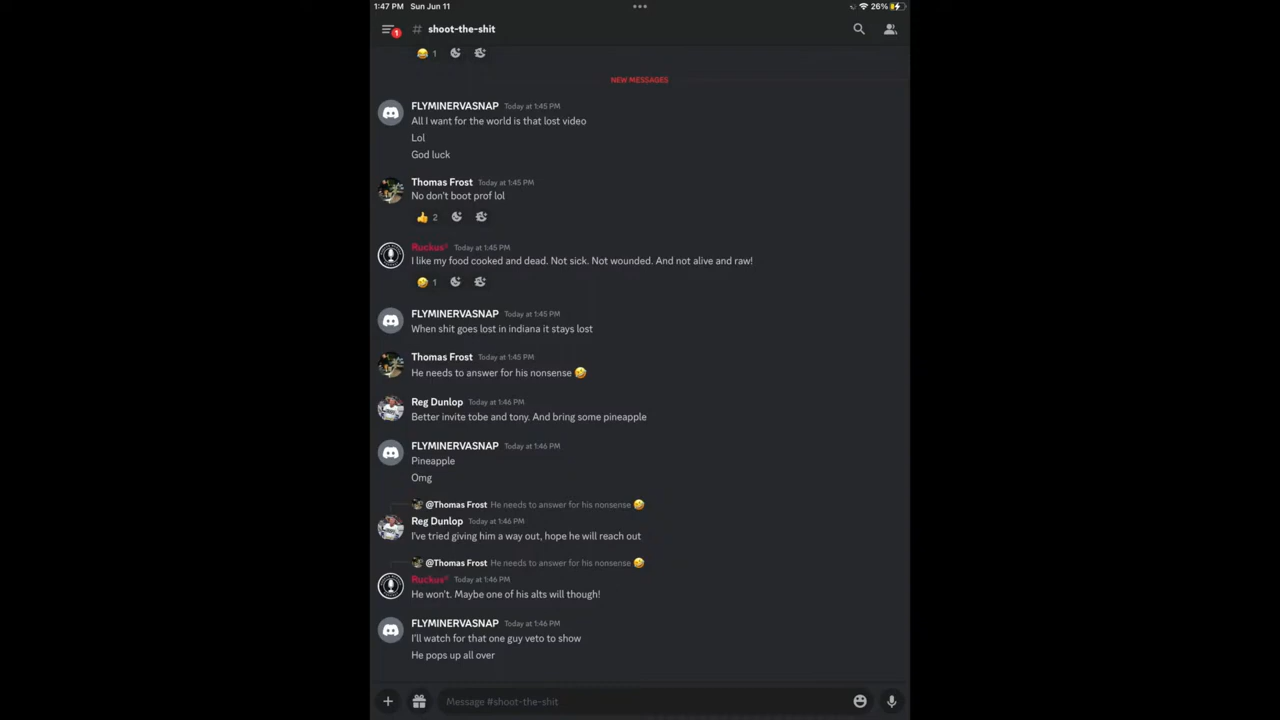 1:47 PM Sun Jun 11
26%
1
# shoot-the-shit
1
NEW MESSAGES
FLYMINERVASNAP Today at 1:45 PM
All I want for the world is that lost video
Lol
God luck
Thomas Frost Today at 1:45 PM
No don't boot prof lol
2
Ruckus² Today at 1:45 PM
I like my food cooked and dead. Not sick. Not wounded. And not alive and raw!
1
FLYMINERVASNAP Today at 1:45 PM
When shit goes lost in indiana it stays lost
Thomas Frost Today at 1:45 PM
He needs to answer for his nonsense 🤣
Reg Dunlop Today at 1:46 PM
Better invite tobe and tony. And bring some pineapple
FLYMINERVASNAP Today at 1:46 PM
Pineapple
Omg
@Thomas Frost He needs to answer for his nonsense 🤣
Reg Dunlop Today at 1:46 PM
I've tried giving him a way out, hope he will reach out
@Thomas Frost He needs to answer for his nonsense 🤣
Ruckus² Today at 1:46 PM
He won't. Maybe one of his alts will though!
FLYMINERVASNAP Today at 1:46 PM
I'll watch for that one guy veto to show
He pops up all over
Message #shoot-the-shit